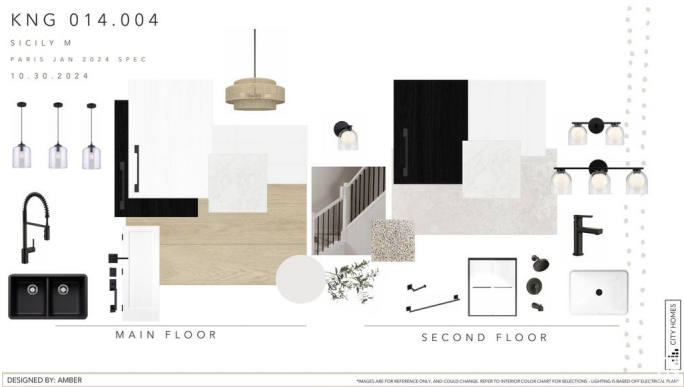 KNG 014.004
SICILY M
PARIS JAN 2024 SPEC
10.30.2024
MAIN FLOOR
SECOND FLOOR
CITY HOMES
DESIGNED BY: AMBER
*IMAGES ARE FOR REFERENCE ONLY, AND COULD CHANGE. REFER TO INTERIOR COLOR CHART FOR SELECTIONS - LIGHTING IS BASED OFF ELECTRICAL PLAN*